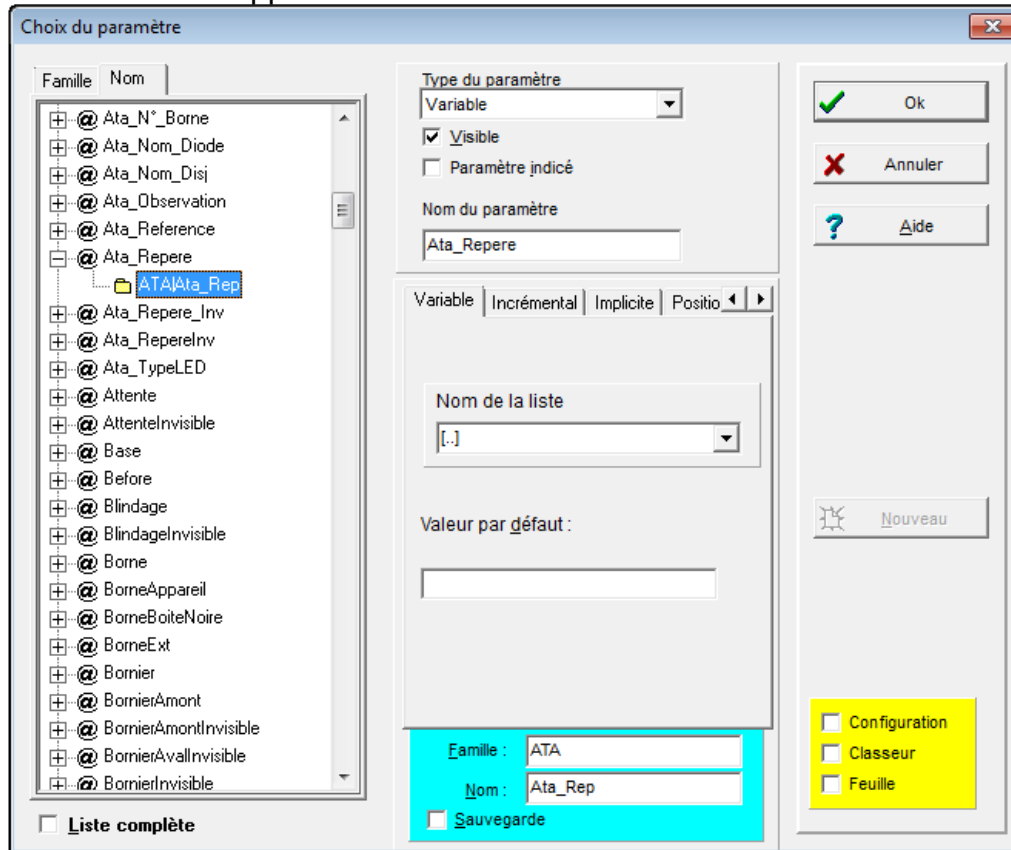 Choix du paramètre
Famille Nom
@ Ata_N°_Borne
@ Ata_Nom_Diode
@ Ata_Nom_Disj
@ Ata_Observation
@ Ata_Reference
@ Ata_Repere
ATA|Ata_Rep
@ Ata_Repere_Inv
@ Ata_RepereInv
@ Ata_TypeLED
@ Attente
@ AttenteInvisible
@ Base
@ Before
@ Blindage
@ BlindageInvisible
@ Borne
@ BorneAppareil
@ BorneBoiteNoire
@ BorneExt
@ Bornier
@ BornierAmont
@ BornierAmontInvisible
@ BornierAvalInvisible
@ BornierInvisible
Liste complète
Type du paramètre
Variable
Visible
Paramètre indicé
Nom du paramètre
Ata_Repere
Variable Incrémental Implicite Positio
Nom de la liste
[..]
Valeur par défaut :
Famille : ATA
Nom : Ata_Rep
Sauvegarde
Ok
Annuler
? Aide
Nouveau
Configuration
Classeur
Feuille